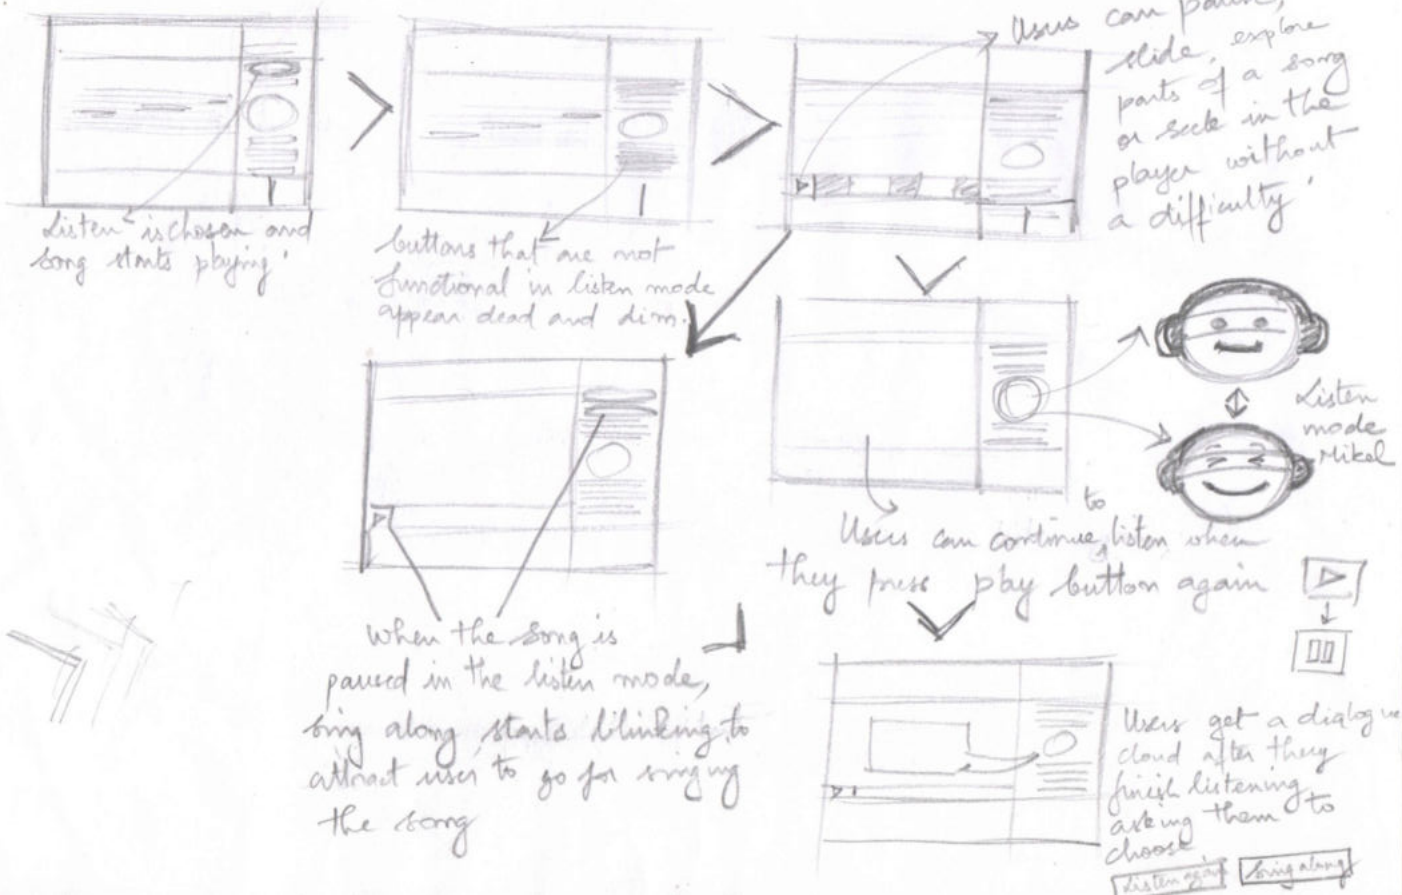 Listen is chosen and
song starts playing'
buttons that are not
functional in listen mode
appear dead and dim.
Users can pause,
slide, explore
parts of a song
or seek in the
player without
a difficulty'
Listen
mode
Mikel
to
Users can continue listen when
they press play button again
when the song is
paused in the listen mode,
sing along starts blinking to
attract user to go for singing
the song
Users get a dialogue
cloud after they
finish listening
asking them to
choose
Listen again Sing along